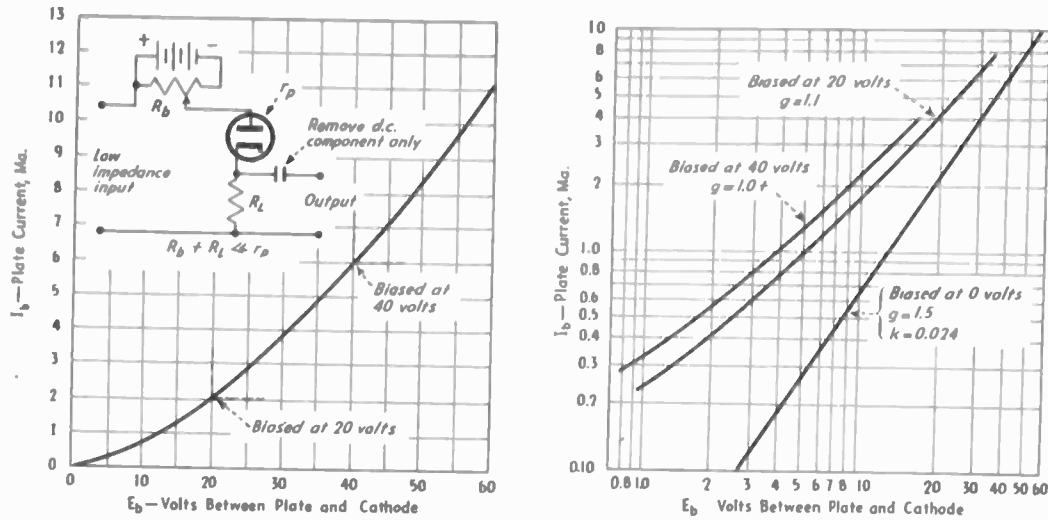 13
12
11
10
9
8
7
6
5
4
3
2
1
0
I_b—Plate Current, Ma.
+
−
R_b
r_p
Remove d.c.
component only
Low
impedance
input
R_L
Output
R_b + R_L ≪ r_p
Biased at
40 volts
Biased at 20 volts
0 10 20 30 40 50 60
E_b—Volts Between Plate and Cathode
10
8
6
4
2
1.0
0.8
0.6
0.5
0.4
0.3
0.2
0.10
I_b—Plate Current, Ma.
Biased at 20 volts
g=1.1
Biased at 40 volts
g=1.0+
Biased at 0 volts
g=1.5
k=0.024
0.8 1.0 2 3 4 5 6 7 8 10 20 30 40 60
E_b Volts Between Plate and Cathode